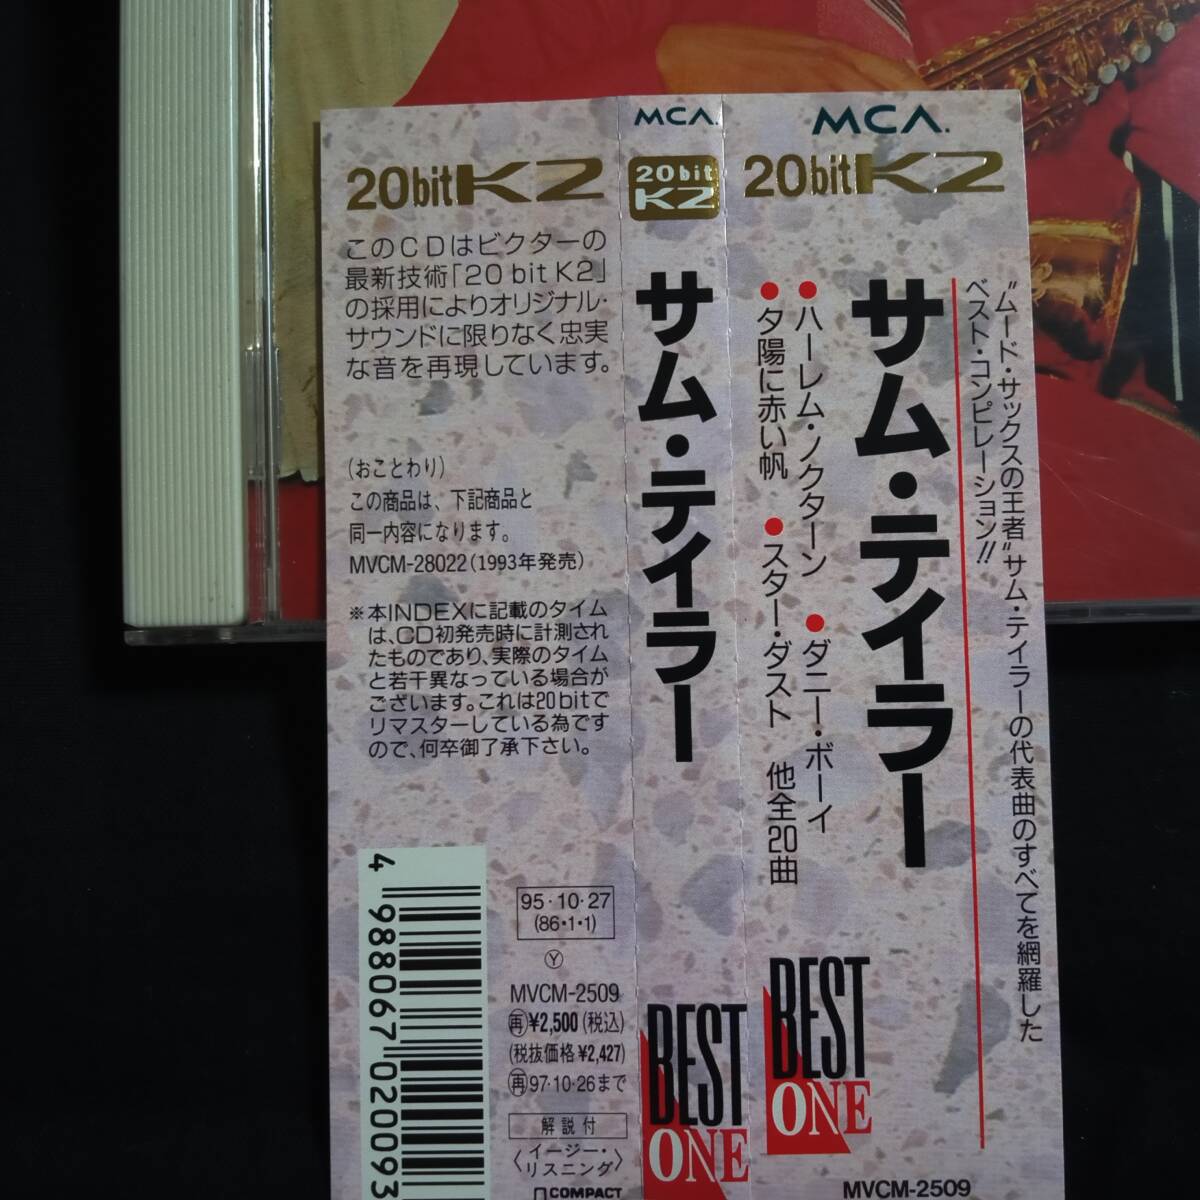 20bit K2
このCDはビクターの
最新技術「20 bit K2」
の採用によりオリジナル・
サウンドに限りなく忠実
な音を再現しています。
(おことわり)
この商品は、下記商品と
同一内容になります。
MVCM-28022(1993年発売)
※本INDEXに記載のタイム
は、CD初発売時に計測され
たものであり、実際のタイム
と若干異なっている場合が
ございます。これは20bitで
リマスターしている為です
ので、何卒御了承下さい。
4 988067 020093
95・10・27
(86・1・1)
Ⓨ
MVCM-2509
再¥2,500(税込)
(税抜価格¥2,427)
再97・10・26まで
解説付
〈イージー・
リスニング〉
COMPACT
MCA.
20bit
K2
サム・テイラー
BEST
ONE
MCA.
20bit K2
“ムード・サックスの王者”サム・テイラーの代表曲のすべてを網羅した
ベスト・コンピレーション!!
サム・テイラー
●ハーレム・ノクターン ●ダニー・ボーイ
●夕陽に赤い帆 ●スター・ダスト 他全20曲
BEST
ONE
MVCM-2509